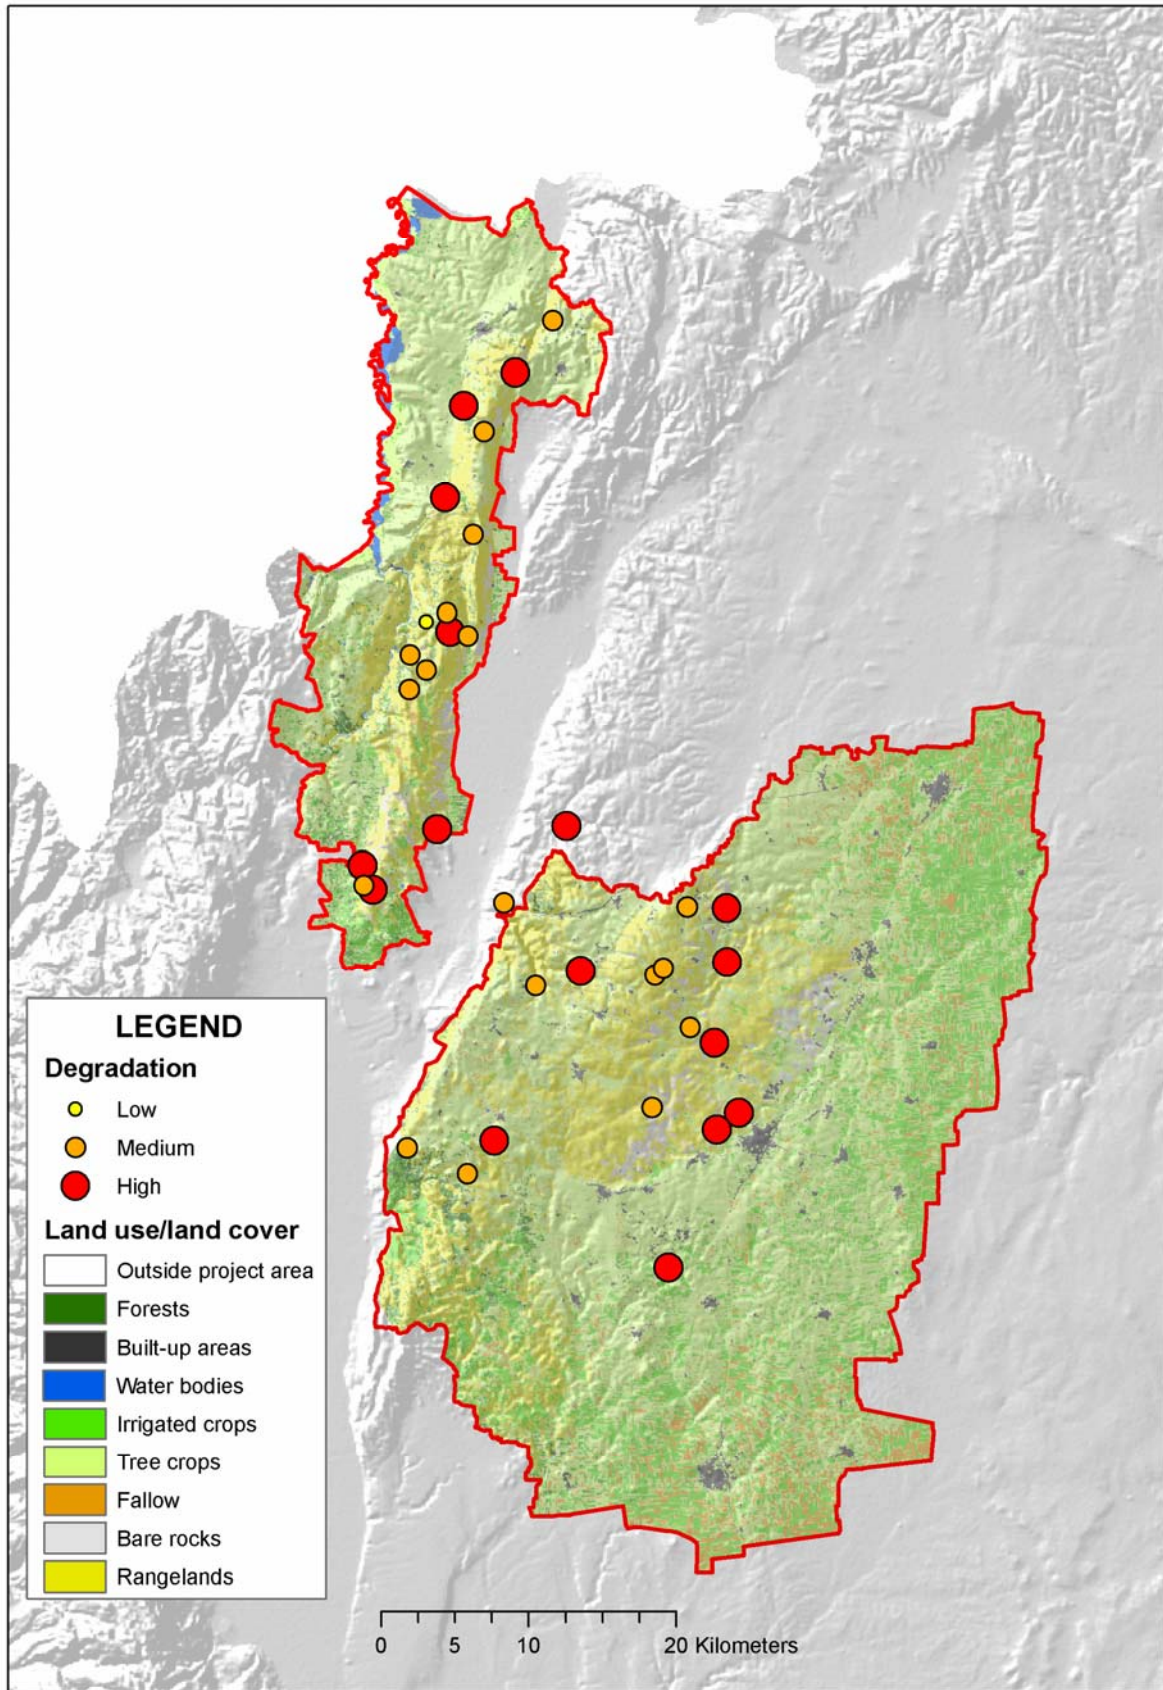 LEGEND
Degradation
Low
Medium
High
Land use/land cover
Outside project area
Forests
Built-up areas
Water bodies
Irrigated crops
Tree crops
Fallow
Bare rocks
Rangelands
0 5 10 20 Kilometers